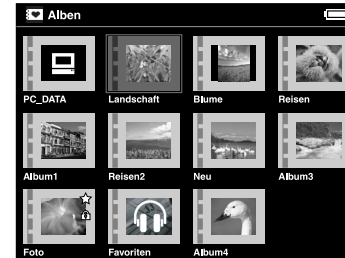 Alben
PC_DATA Landschaft Blume Reisen
Album1 Reisen2 Neu Album3
Foto Favoriten Album4